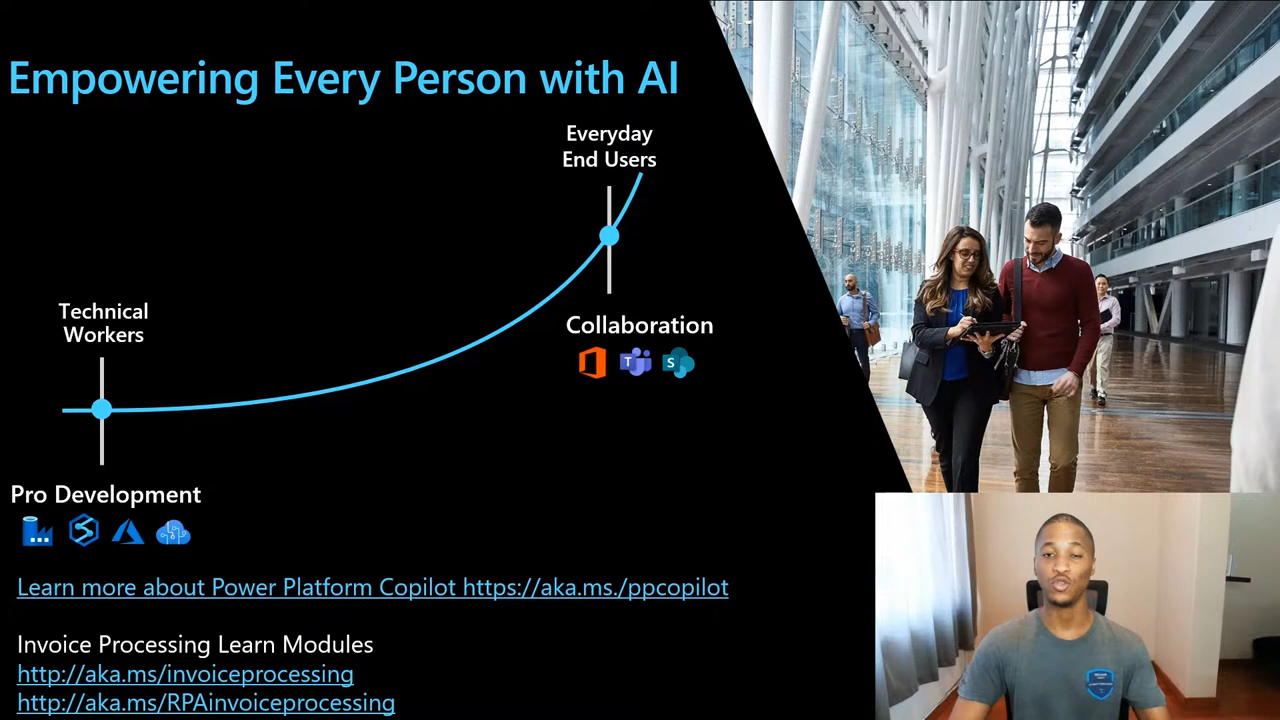 Empowering Every Person with AI
Everyday
End Users
Technical
Workers
Collaboration
Pro Development
Learn more about Power Platform Copilot https://aka.ms./ppcopilot
Invoice Processing Learn Modules
http://aka.ms/invoiceprocessing
http://aka.ms/RPAinvoiceprocessing